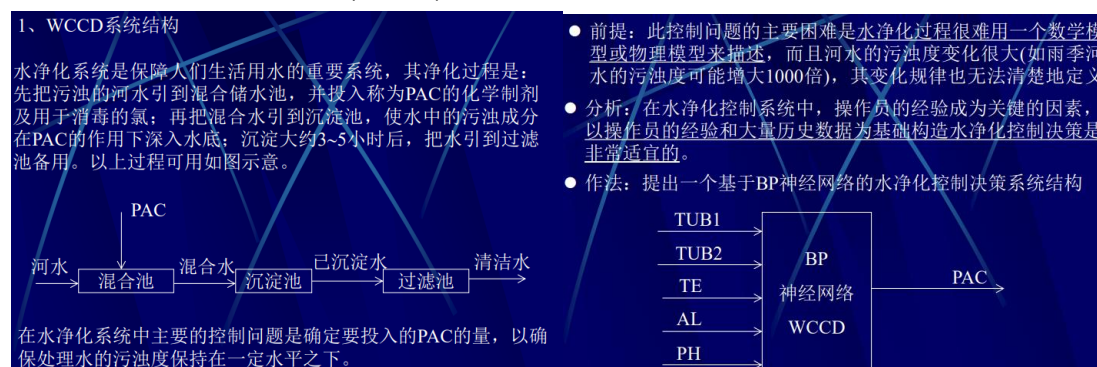 1、WCCD系统结构
水净化系统是保障人们生活用水的重要系统，其净化过程是：
先把污浊的河水引到混合储水池，并投入称为PAC的化学制剂
及用于消毒的氯；再把混合水引到沉淀池，使水中的污浊成分
在PAC的作用下深入水底；沉淀大约3~5小时后，把水引到过滤
池备用。以上过程可用如图示意。
PAC
河水
混合池
混合水
沉淀池
已沉淀水
过滤池
清洁水
在水净化系统中主要的控制问题是确定要投入的PAC的量，以确
保处理水的污浊度保持在一定水平之下。
● 前提：此控制问题的主要困难是水净化过程很难用一个数学模
型或物理模型来描述，而且河水的污浊度变化很大(如雨季河
水的污浊度可能增大1000倍)，其变化规律也无法清楚地定义
● 分析：在水净化控制系统中，操作员的经验成为关键的因素，
以操作员的经验和大量历史数据为基础构造水净化控制决策是
非常适宜的。
● 作法：提出一个基于BP神经网络的水净化控制决策系统结构
TUB1
TUB2
TE
AL
PH
BP
神经网络
WCCD
PAC